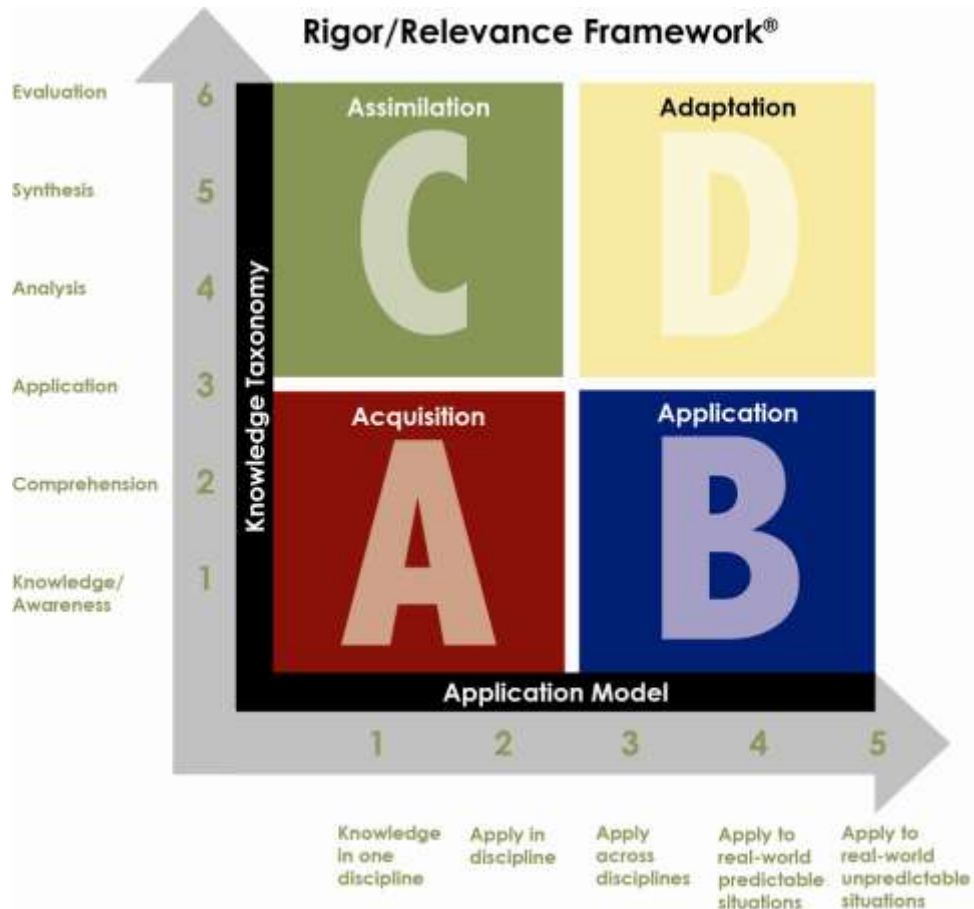 Rigor/Relevance Framework®
Evaluation
6
Synthesis
5
Analysis
4
Application
3
Comprehension
2
Knowledge/
Awareness
1
Knowledge Taxonomy
Assimilation
C
Adaptation
D
Acquisition
A
Application
B
Application Model
1 2 3 4 5
Knowledge
in one
discipline
Apply in
discipline
Apply
across
disciplines
Apply to
real-world
predictable
situations
Apply to
real-world
unpredictable
situations